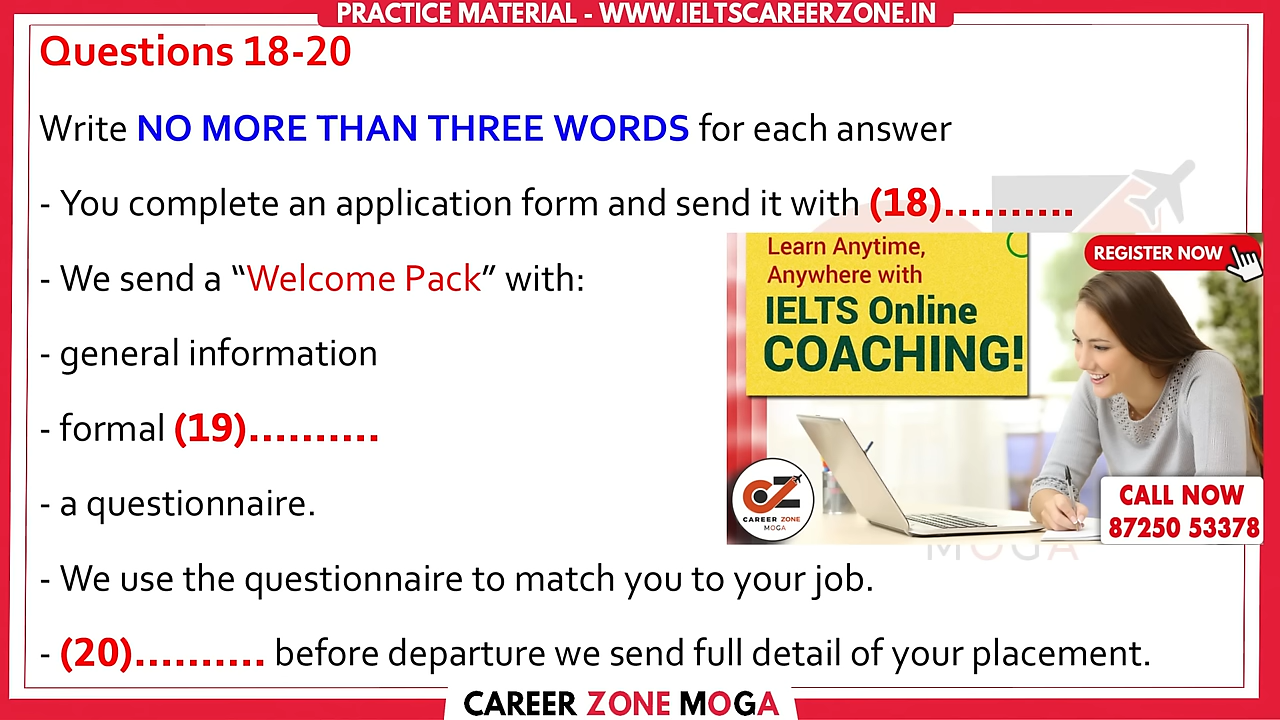 PRACTICE MATERIAL - WWW.IELTSCAREERZONE.IN
Questions 18-20
Write NO MORE THAN THREE WORDS for each answer
- You complete an application form and send it with (18)..........
- We send a “Welcome Pack” with:
- general information
- formal (19)..........
- a questionnaire.
- We use the questionnaire to match you to your job.
- (20).......... before departure we send full detail of your placement.
Learn Anytime,
Anywhere with
IELTS Online
COACHING!
REGISTER NOW
CAREER ZONE
MOGA
CALL NOW
87250 53378
MOGA
CAREER ZONE MOGA